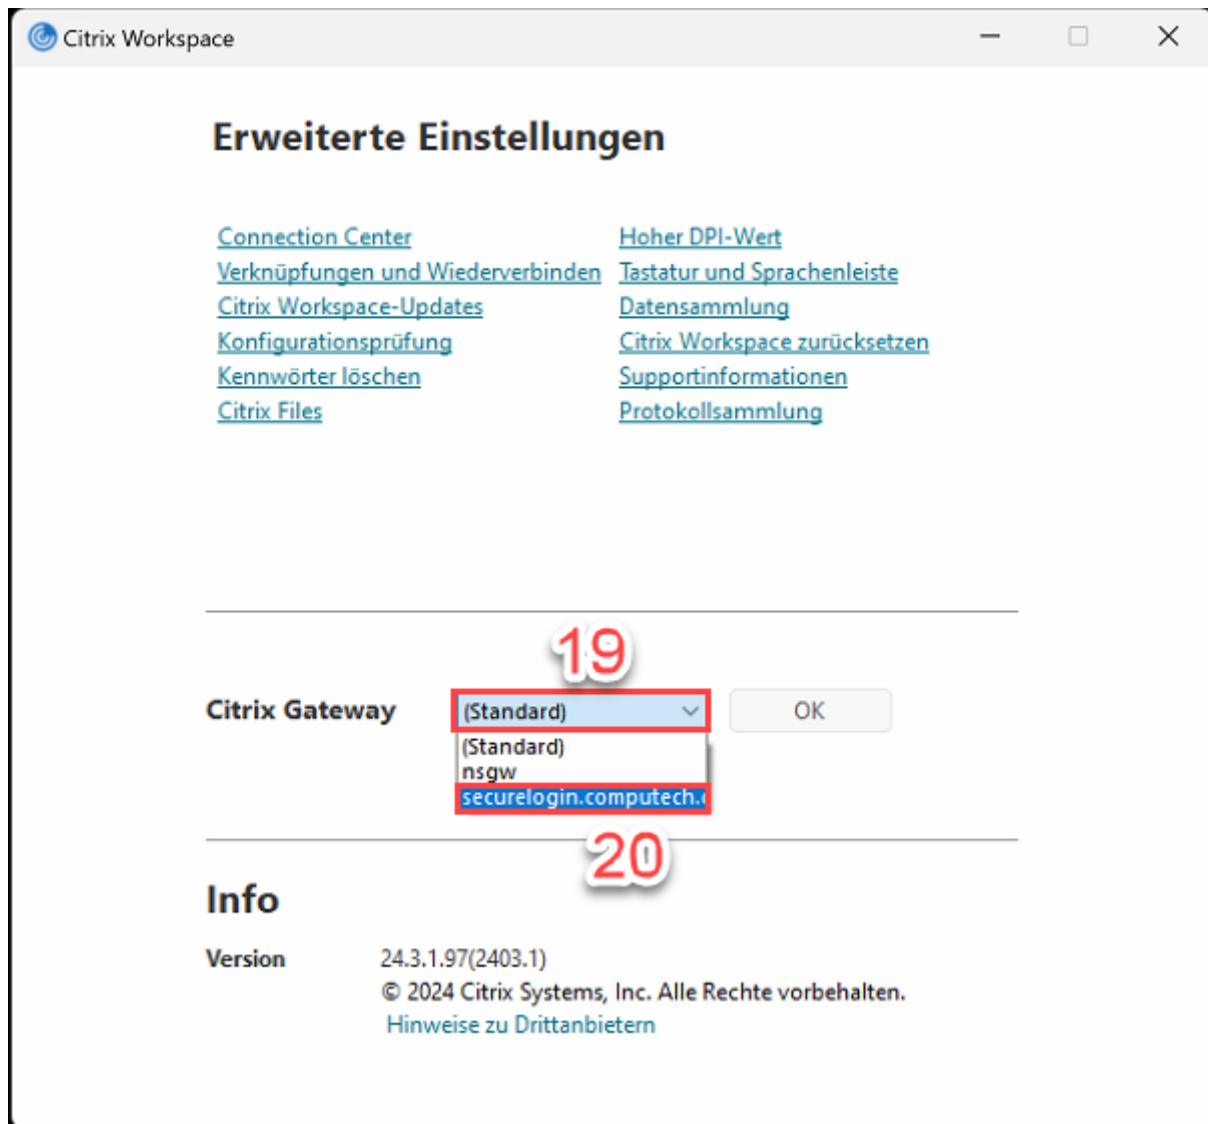 Citrix Workspace
Erweiterte Einstellungen
Connection Center
Verknüpfungen und Wiederverbinden
Citrix Workspace-Updates
Konfigurationsprüfung
Kennwörter löschen
Citrix Files
Hoher DPI-Wert
Tastatur und Sprachenleiste
Datensammlung
Citrix Workspace zurücksetzen
Supportinformationen
Protokollsammlung
19
Citrix Gateway (Standard) OK
(Standard)
nsgw
securelogin.computech.
20
Info
Version 24.3.1.97(2403.1)
© 2024 Citrix Systems, Inc. Alle Rechte vorbehalten.
Hinweise zu Drittanbietern